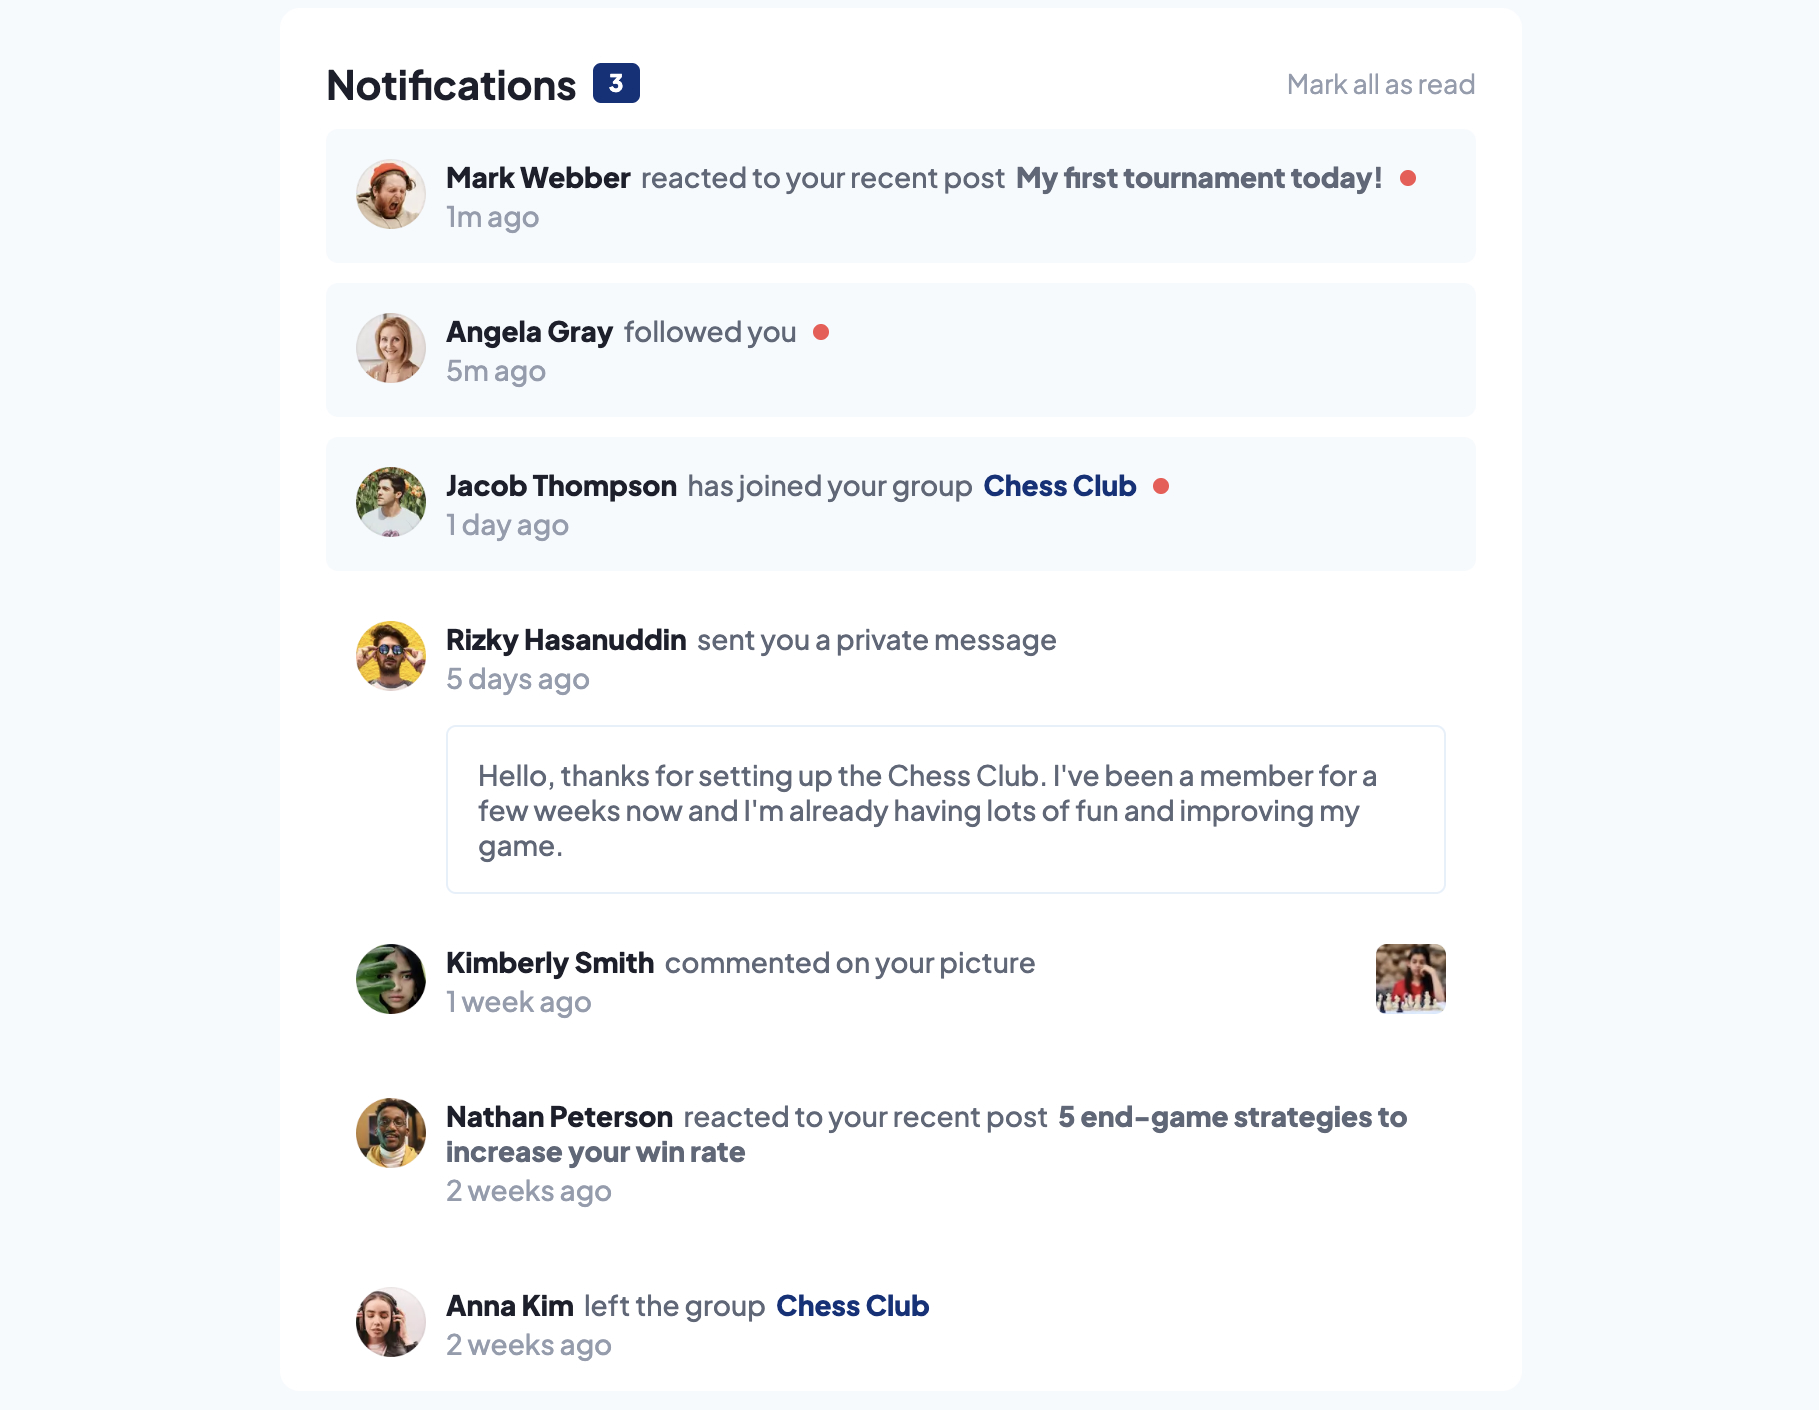 Notifications 3 Mark all as read
Mark Webber reacted to your recent post My first tournament today!
1m ago
Angela Gray followed you
5m ago
Jacob Thompson has joined your group Chess Club
1 day ago
Rizky Hasanuddin sent you a private message
5 days ago
Hello, thanks for setting up the Chess Club. I've been a member for a
few weeks now and I'm already having lots of fun and improving my
game.
Kimberly Smith commented on your picture
1 week ago
Nathan Peterson reacted to your recent post 5 end-game strategies to
increase your win rate
2 weeks ago
Anna Kim left the group Chess Club
2 weeks ago